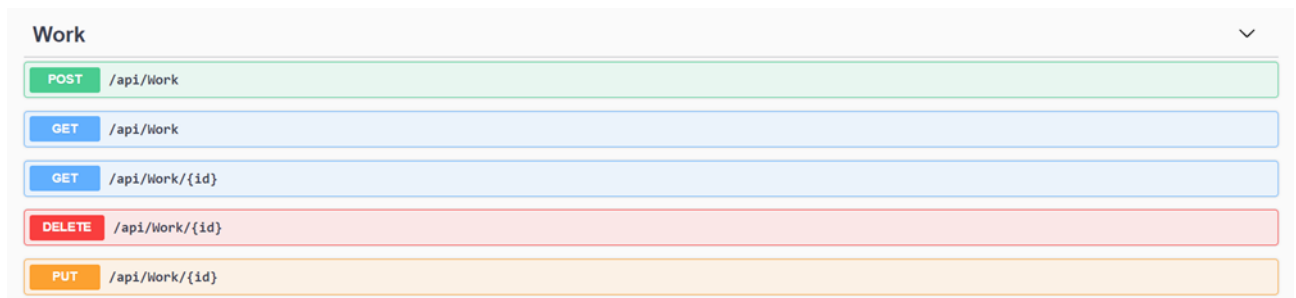 Work
POST /api/Work
GET /api/Work
GET /api/Work/{id}
DELETE /api/Work/{id}
PUT /api/Work/{id}